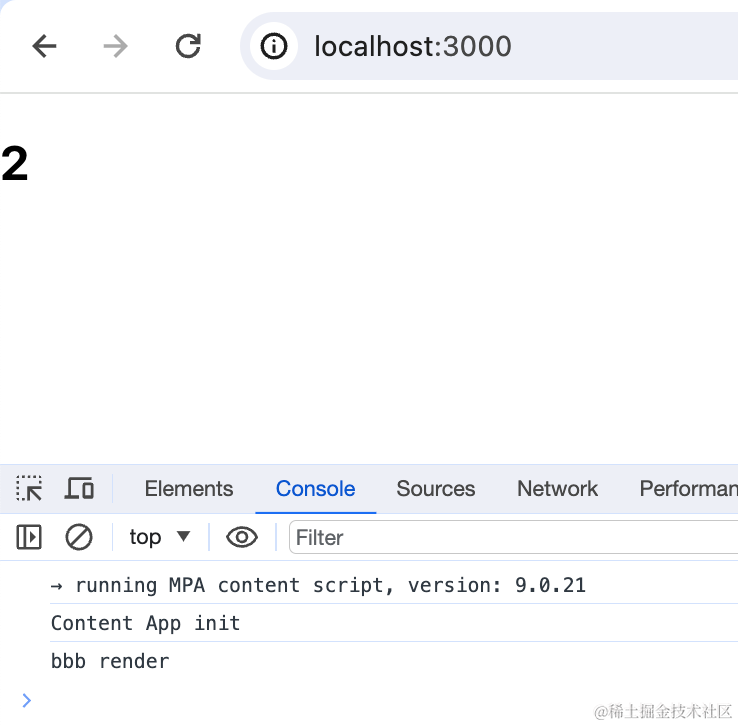 localhost:3000
2
Elements Console Sources Network Performan
top Filter
→ running MPA content script, version: 9.0.21
Content App init
bbb render
@稀土掘金技术社区